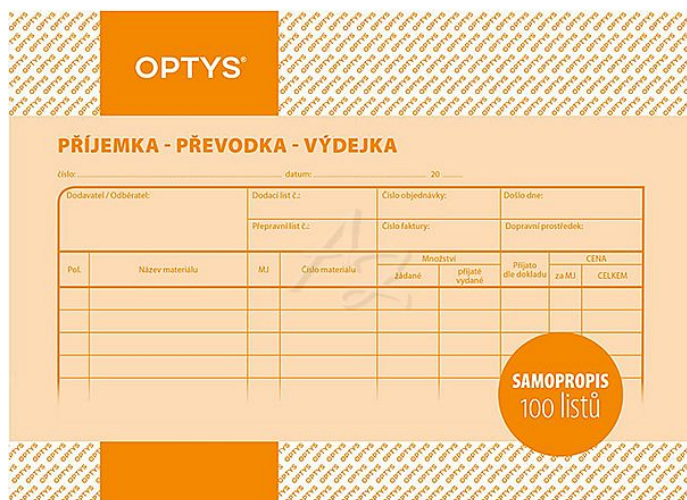 OPTYS®
PŘÍJEMKA - PŘEVODKA - VÝDEJKA
číslo: datum: 20
Dodavatel / Odběratel: Dodací list č.: Číslo objednávky: Došlo dne:
Přepravní list č.: Číslo faktury: Dopravní prostředek:
Pol. Název materiálu MJ Číslo materiálu Množství Přijato dle dokladu CENA
žádané přijaté vydané za MJ CELKEM
SAMOPROPIS
100 listů